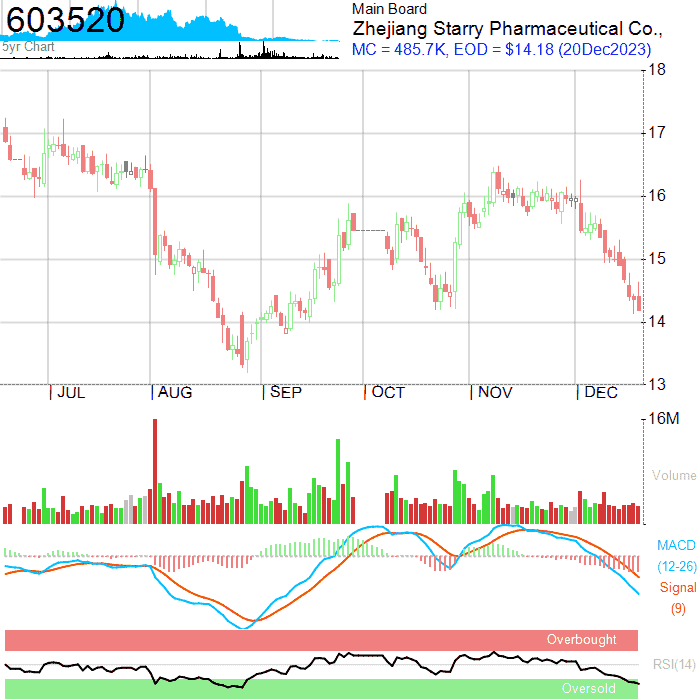 603520
5yr Chart
Main Board
Zhejiang Starry Pharmaceutical Co.,
MC = 485.7K, EOD = $14.18 (20Dec2023)
18
17
16
15
14
13
JUL
AUG
SEP
OCT
NOV
DEC
16M
Volume
MACD
(12-26)
Signal
(9)
Overbought
RSI(14)
Oversold